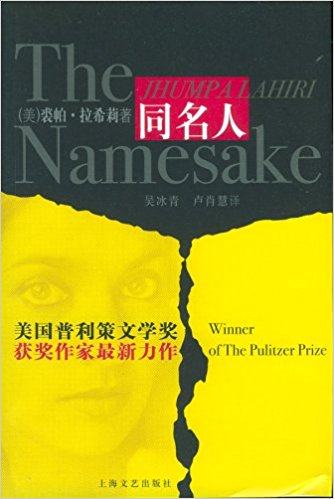 The
JHUMPA LAHIRI
(美)裘帕·拉希莉著
同名人
Namesake
吴冰青 卢肖慧译
美国普利策文学奖
获奖作家最新力作
Winner
of The Pulitzer Prize
上海文艺出版社